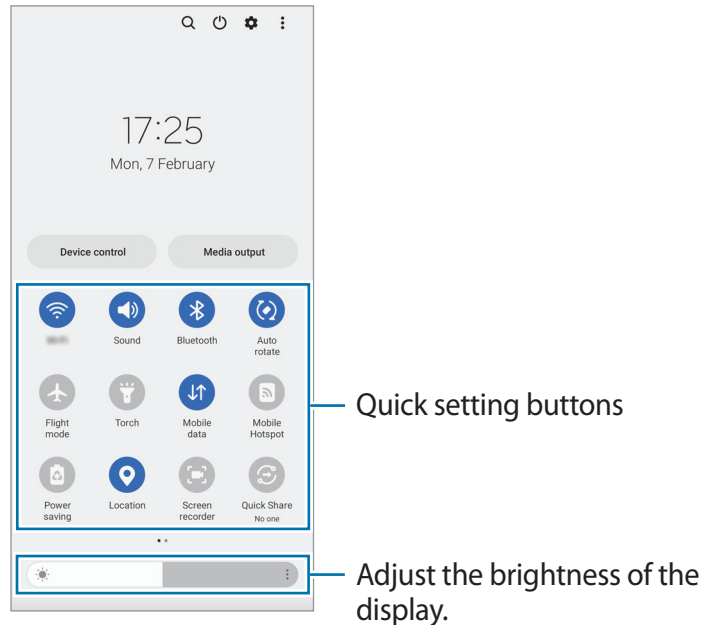 17:25
Mon, 7 February
Device control Media output
Sound Bluetooth Auto
rotate
Flight
mode
Torch
Mobile
data
Mobile
Hotspot
Power
saving
Location
Screen
recorder
Quick Share
No one
Quick setting buttons
Adjust the brightness of the
display.